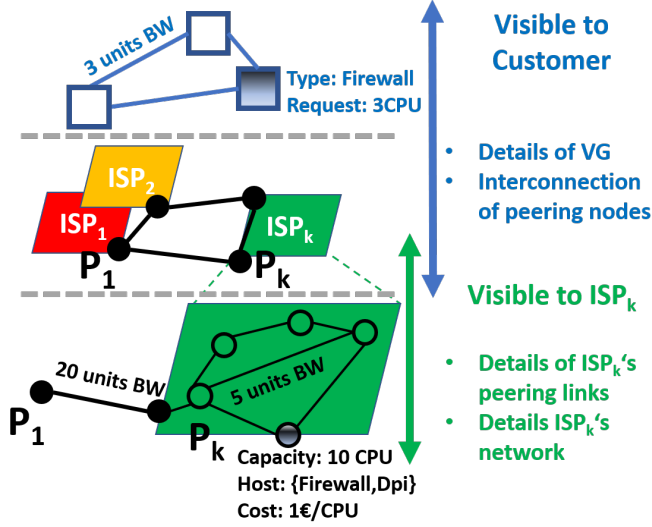 3 units BW
Type: Firewall
Request: 3CPU
Visible to
Customer
• Details of VG
• Interconnection
of peering nodes
ISP2
ISP1
ISPk
P1
Pk
Visible to ISPk
• Details of ISPk‘s
peering links
• Details ISPk‘s
network
20 units BW
5 units BW
P1
Pk
Capacity: 10 CPU
Host: {Firewall,Dpi}
Cost: 1€/CPU